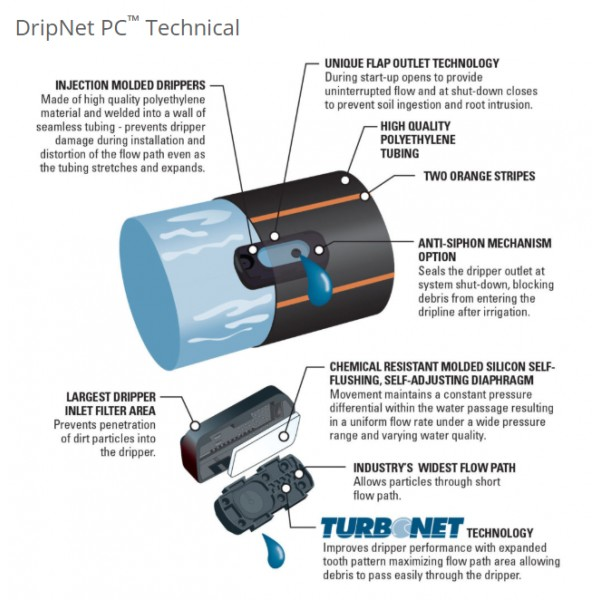 DripNet PC™ Technical
UNIQUE FLAP OUTLET TECHNOLOGY
During start-up opens to provide
uninterrupted flow and at shut-down closes
to prevent soil ingestion and root intrusion.
INJECTION MOLDED DRIPPERS
Made of high quality polyethylene
material and welded into a wall of
seamless tubing - prevents dripper
damage during installation and
distortion of the flow path even as
the tubing stretches and expands.
HIGH QUALITY
POLYETHYLENE
TUBING
TWO ORANGE STRIPES
ANTI-SIPHON MECHANISM
OPTION
Seals the dripper outlet at
system shut-down, blocking
debris from entering the
dripline after irrigation.
CHEMICAL RESISTANT MOLDED SILICON SELF-
FLUSHING, SELF-ADJUSTING DIAPHRAGM
Movement maintains a constant pressure
differential within the water passage resulting
in a uniform flow rate under a wide pressure
range and varying water quality.
LARGEST DRIPPER
INLET FILTER AREA
Prevents penetration
of dirt particles into
the dripper.
INDUSTRY'S WIDEST FLOW PATH
Allows particles through short
flow path.
TURBONET TECHNOLOGY
Improves dripper performance with expanded
tooth pattern maximizing flow path area allowing
debris to pass easily through the dripper.